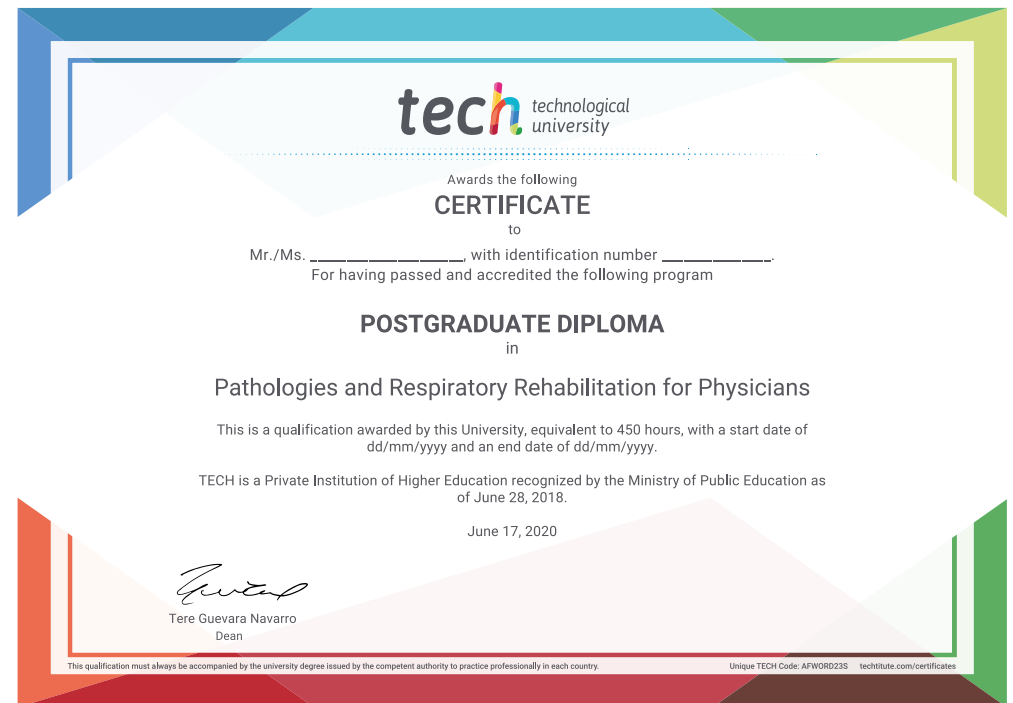 tech technological
university
Awards the following
CERTIFICATE
to
Mr./Ms. ____________________, with identification number ______________.
For having passed and accredited the following program
POSTGRADUATE DIPLOMA
in
Pathologies and Respiratory Rehabilitation for Physicians
This is a qualification awarded by this University, equivalent to 450 hours, with a start date of
dd/mm/yyyy and an end date of dd/mm/yyyy.
TECH is a Private Institution of Higher Education recognized by the Ministry of Public Education as
of June 28, 2018.
June 17, 2020
Tere Guevara Navarro
Dean
This qualification must always be accompanied by the university degree issued by the competent authority to practice professionally in each country. Unique TECH Code: AFWORD23S techtitute.com/certificates